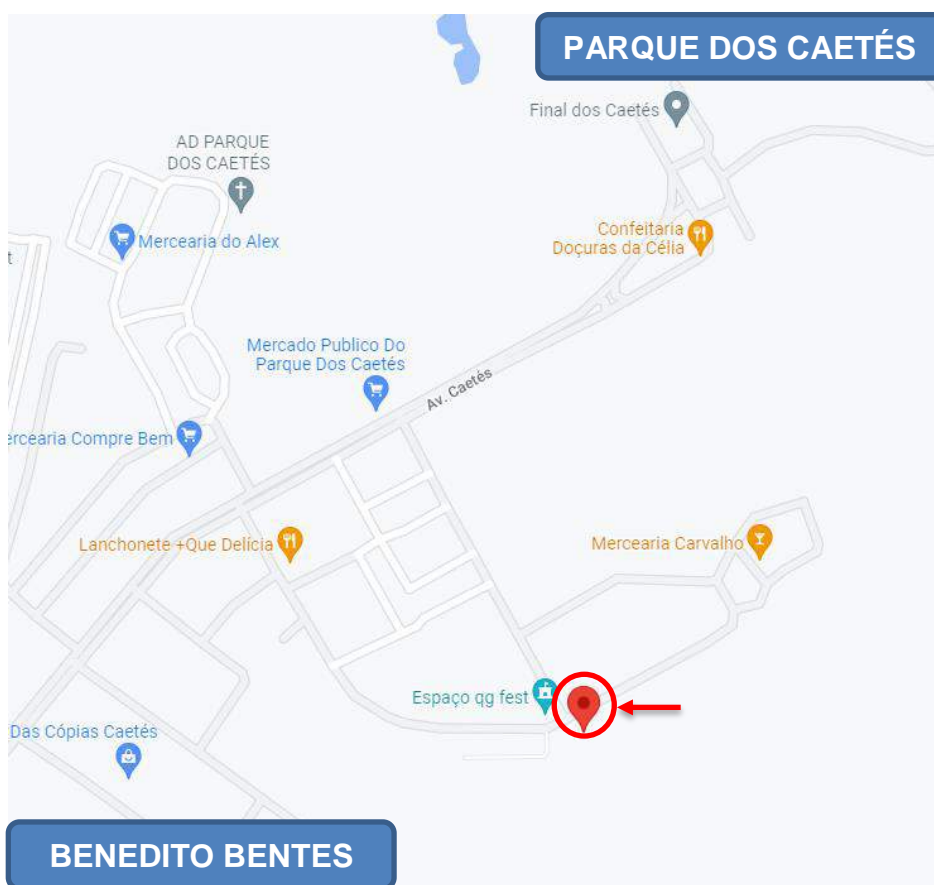 PARQUE DOS CAETÉS
Final dos Caetés
AD PARQUE
DOS CAETÉS
Mercearia do Alex
Confeitaria
Doçuras da Célia
t
Mercado Publico Do
Parque Dos Caetés
Av. Caetés
ercearia Compre Bem
Lanchonete +Que Delícia
Mercearia Carvalho
Espaço qg fest
Das Cópias Caetés
BENEDITO BENTES